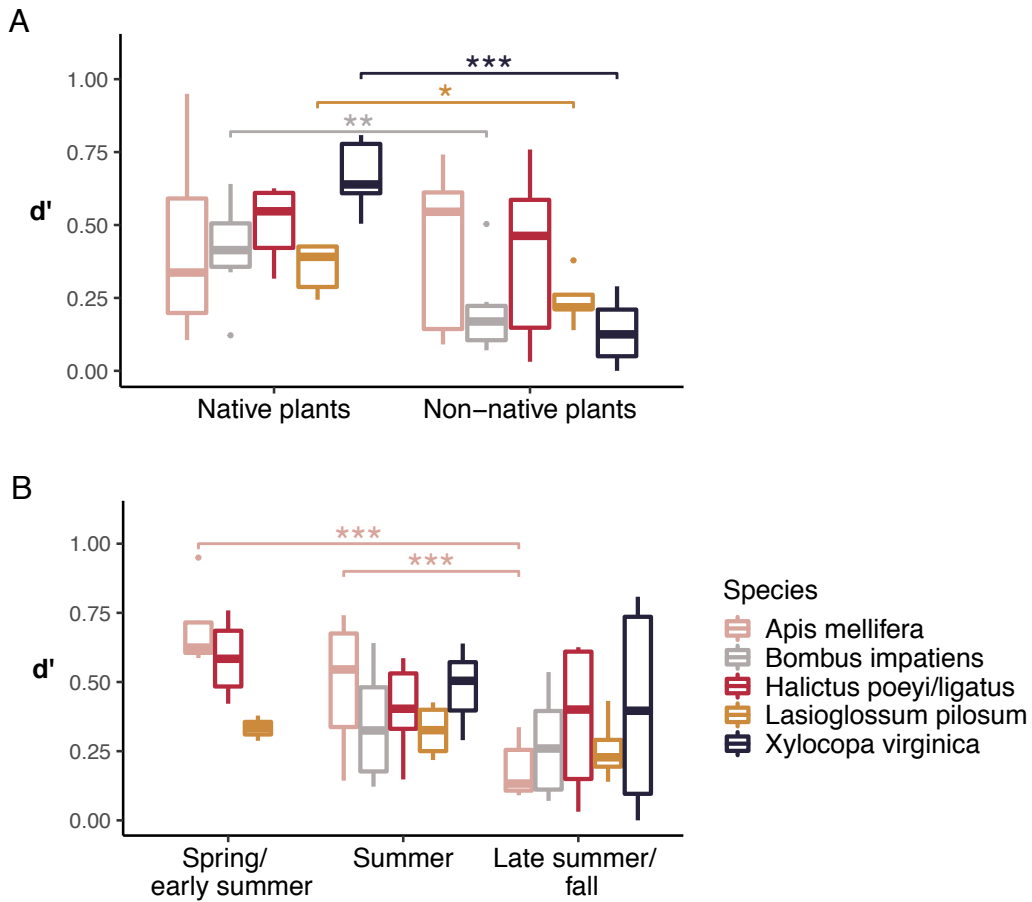 A
1.00
0.75
0.50
0.25
0.00
d'
***
*
**
Native plants
Non−native plants
B
1.00
0.75
0.50
0.25
0.00
d'
***
***
Spring/
early summer
Summer
Late summer/
fall
Species
Apis mellifera
Bombus impatiens
Halictus poeyi/ligatus
Lasioglossum pilosum
Xylocopa virginica